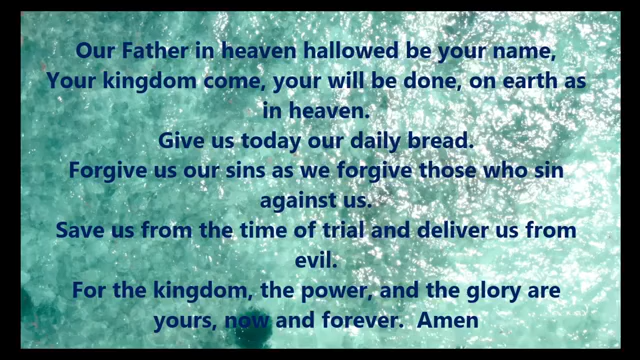 Our Father in heaven hallowed be your name,
Your kingdom come, your will be done, on earth as
in heaven.
Give us today our daily bread.
Forgive us our sins as we forgive those who sin
against us.
Save us from the time of trial and deliver us from
evil.
For the kingdom, the power, and the glory are
yours, now and forever.  Amen